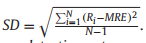 SD = √(∑ᵢ₌₁ᴺ (Rᵢ−MRE)² / N−1).